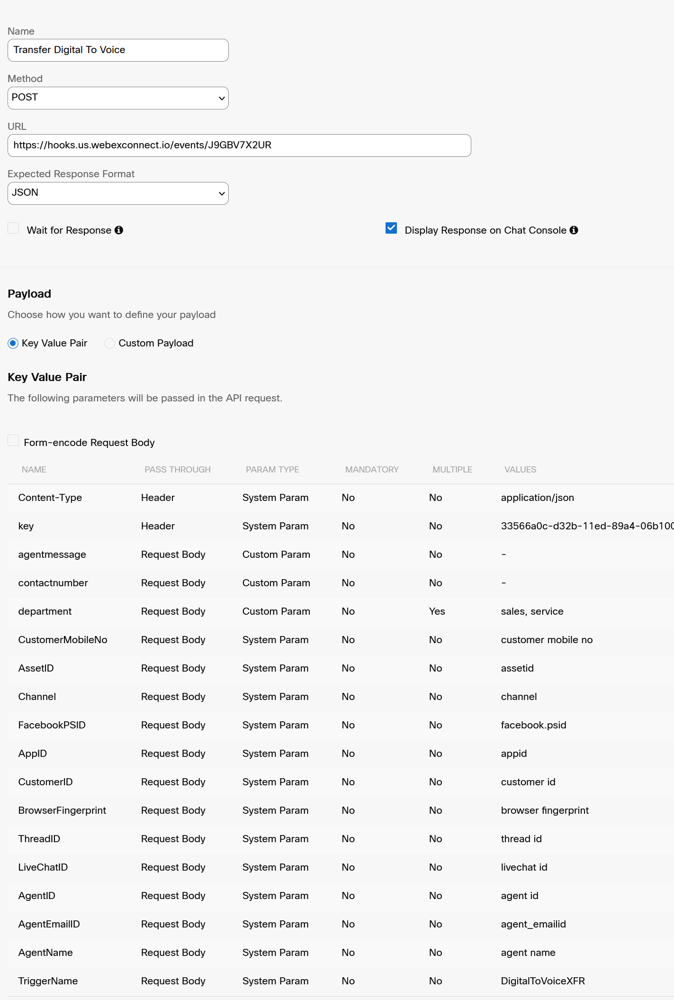 Name
Transfer Digital To Voice
Method
POST
URL
https://hooks.us.webexconnect.io/events/J9GBV7X2UR
Expected Response Format
JSON
Wait for Response Display Response on Chat Console
Payload
Choose how you want to define your payload
Key Value Pair Custom Payload
Key Value Pair
The following parameters will be passed in the API request.
Form-encode Request Body
NAME PASS THROUGH PARAM TYPE MANDATORY MULTIPLE VALUES
Content-Type Header System Param No No application/json
key Header System Param No No 33566a0c-d32b-11ed-89a4-06b100
agentmessage Request Body Custom Param No No -
contactnumber Request Body Custom Param No No -
department Request Body Custom Param No Yes sales, service
CustomerMobileNo Request Body System Param No No customer mobile no
AssetID Request Body System Param No No assetid
Channel Request Body System Param No No channel
FacebookPSID Request Body System Param No No facebook.psid
AppID Request Body System Param No No appid
CustomerID Request Body System Param No No customer id
BrowserFingerprint Request Body System Param No No browser fingerprint
ThreadID Request Body System Param No No thread id
LiveChatID Request Body System Param No No livechat id
AgentID Request Body System Param No No agent id
AgentEmailID Request Body System Param No No agent_emailid
AgentName Request Body System Param No No agent name
TriggerName Request Body System Param No No DigitalToVoiceXFR